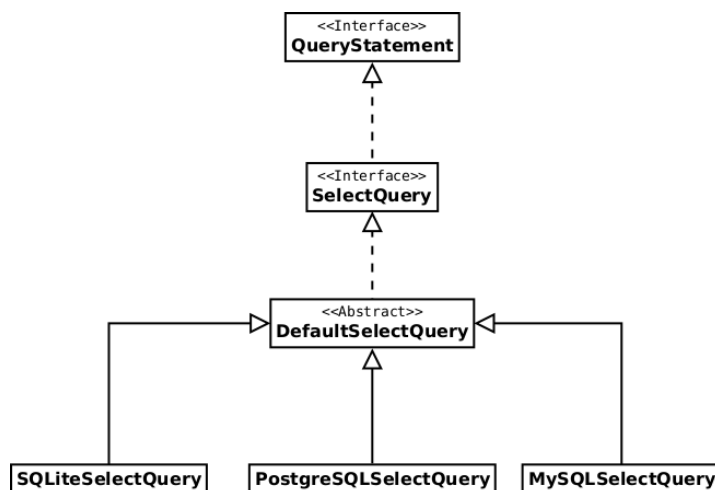 <<Interface>>
QueryStatement
<<Interface>>
SelectQuery
<<Abstract>>
DefaultSelectQuery
SQLiteSelectQuery
PostgreSQLSelectQuery
MySQLSelectQuery